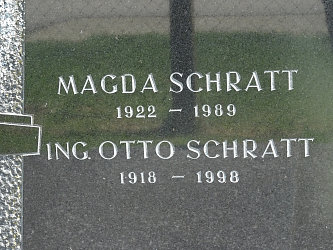 MAGDA SCHRATT
1922 – 1989
ING. OTTO SCHRATT
1918 – 1998